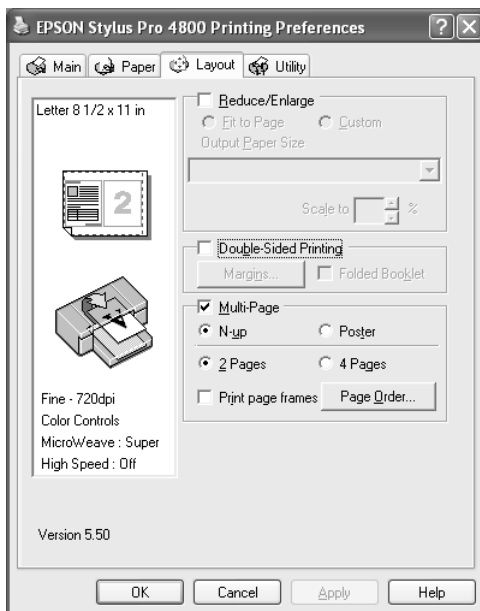 EPSON Stylus Pro 4800 Printing Preferences
Main Paper Layout Utility
Letter 8 1/2 x 11 in
2
Fine - 720dpi
Color Controls
MicroWeave : Super
High Speed : Off
Version 5.50
Reduce/Enlarge
Fit to Page Custom
Output Paper Size
Scale to %
Double-Sided Printing
Margins... Folded Booklet
Multi-Page
N-up Poster
2 Pages 4 Pages
Print page frames Page Order...
OK Cancel Apply Help